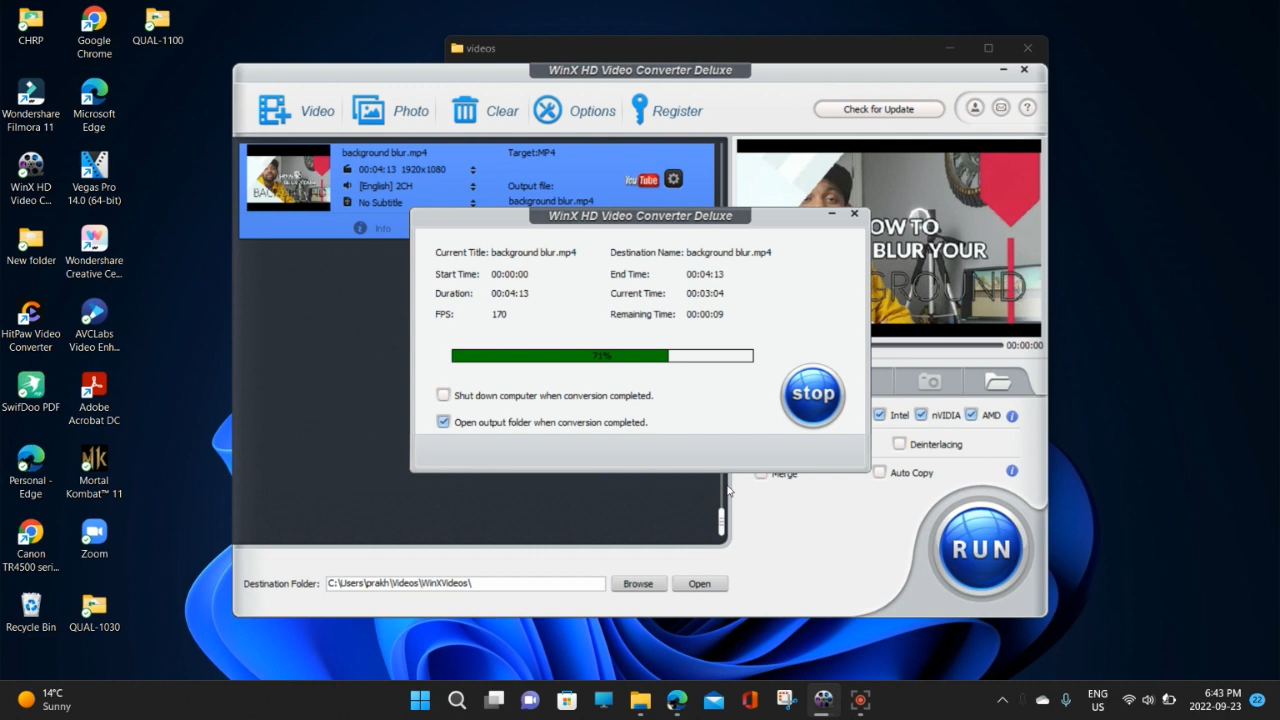 CHRP
Google
Chrome
QUAL-1100
Wondershare
Filmora 11
Microsoft
Edge
WinX HD
Video C...
Vegas Pro
14.0 (64-bit)
New folder
Wondershare
Creative Ce...
HitPaw Video
Converter
AVCLabs
Video Enh...
SwifDoo PDF
Adobe
Acrobat DC
Personal -
Edge
Mortal
Kombat™ 11
Canon
TR4500 seri...
Zoom
Recycle Bin
QUAL-1030
videos
WinX HD Video Converter Deluxe
Video
Photo
Clear
Options
Register
Check for Update
background blur.mp4
Target:MP4
00:04:13 1920x1080
[English] 2CH
Output file:
No Subtitle
background blur.mp4
You Tube
Info
WinX HD Video Converter Deluxe
Current Title: background blur.mp4
Destination Name: background blur.mp4
Start Time: 00:00:00
End Time: 00:04:13
Duration: 00:04:13
Current Time: 00:03:04
FPS: 170
Remaining Time: 00:00:09
71%
Shut down computer when conversion completed.
Open output folder when conversion completed.
stop
OW TO
BLUR YOUR
GROUND
00:00:00
Intel
nVIDIA
AMD
Deinterlacing
Merge
Auto Copy
RUN
Destination Folder:
C:\Users\prakh\Videos\WinXVideos\
Browse
Open
14°C
Sunny
ENG
US
6:43 PM
2022-09-23
22